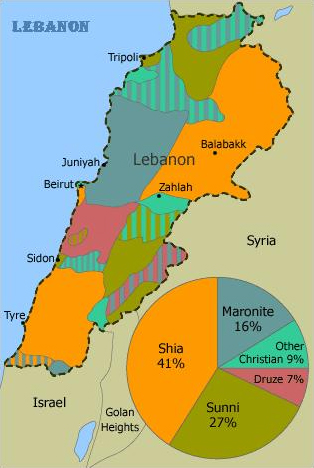 LEBANON
Tripoli
Balabakk
Lebanon
Juniyah
Beirut
Zahlah
Syria
Sidon
Tyre
Israel
Golan
Heights
Maronite
16%
Other
Christian 9%
Druze 7%
Sunni
27%
Shia
41%